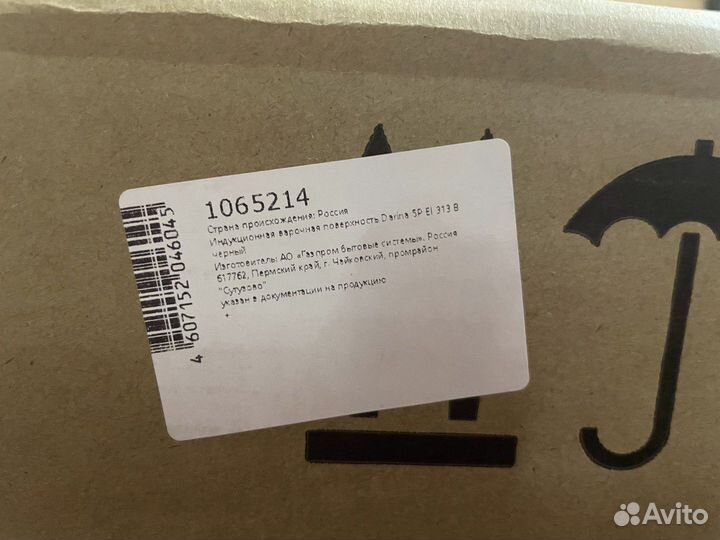 1065214
Страна происхождения: Россия
Индукционная варочная поверхность Darina 5P EI 313 B
черный
Изготовитель: АО «Газпром бытовые системы», Россия
617762, Пермский край, г. Чайковский, промрайон
"Сутузово"
указан в документации на продукцию
+
4 607152 046045
Avito